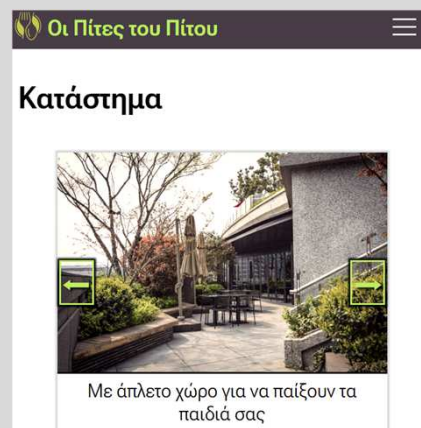 Οι Πίτες του Πίτου
Κατάστημα
Με άπλετο χώρο για να παίξουν τα
παιδιά σας